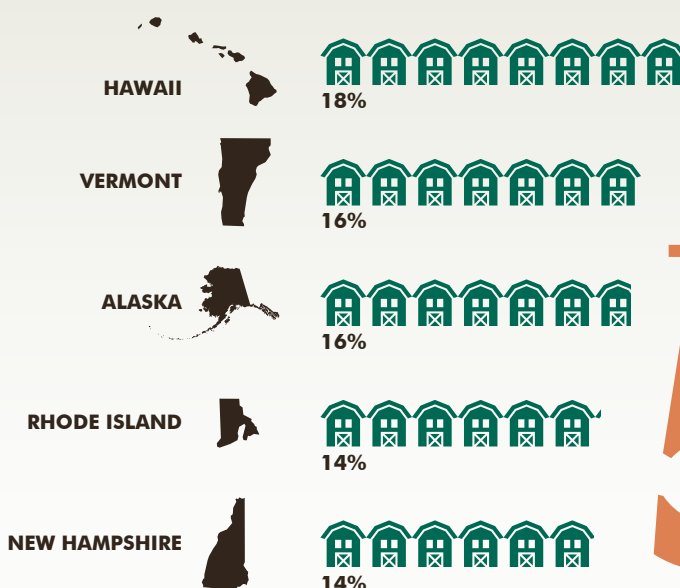 HAWAII
18%
VERMONT
16%
ALASKA
16%
RHODE ISLAND
14%
NEW HAMPSHIRE
14%